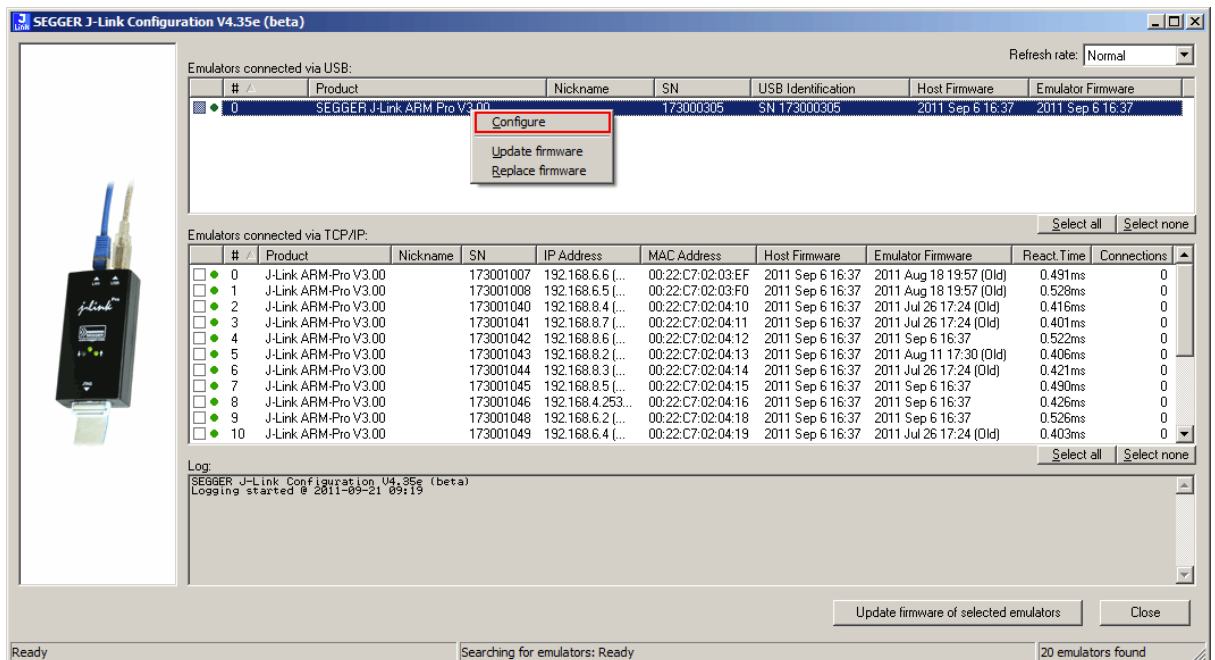 SEGGER J-Link Configuration V4.35e (beta)
Refresh rate: Normal
Emulators connected via USB:
# Product Nickname SN USB Identification Host Firmware Emulator Firmware
0 SEGGER J-Link ARM Pro V3.00 173000305 SN 173000305 2011 Sep 6 16:37 2011 Sep 6 16:37
Configure
Update firmware
Replace firmware
Select all Select none
Emulators connected via TCP/IP:
# Product Nickname SN IP Address MAC Address Host Firmware Emulator Firmware React.Time Connections
0 J-Link ARM-Pro V3.00 173001007 192.168.6.6 (... 00:22:C7:02:03:EF 2011 Sep 6 16:37 2011 Aug 18 19:57 (Old) 0.491ms 0
1 J-Link ARM-Pro V3.00 173001008 192.168.6.5 (... 00:22:C7:02:03:F0 2011 Sep 6 16:37 2011 Aug 18 19:57 (Old) 0.528ms 0
2 J-Link ARM-Pro V3.00 173001040 192.168.8.4 (... 00:22:C7:02:04:10 2011 Sep 6 16:37 2011 Jul 26 17:24 (Old) 0.416ms 0
3 J-Link ARM-Pro V3.00 173001041 192.168.8.7 (... 00:22:C7:02:04:11 2011 Sep 6 16:37 2011 Jul 26 17:24 (Old) 0.401ms 0
4 J-Link ARM-Pro V3.00 173001042 192.168.8.6 (... 00:22:C7:02:04:12 2011 Sep 6 16:37 2011 Sep 6 16:37 0.522ms 0
5 J-Link ARM-Pro V3.00 173001043 192.168.8.2 (... 00:22:C7:02:04:13 2011 Sep 6 16:37 2011 Aug 11 17:30 (Old) 0.406ms 0
6 J-Link ARM-Pro V3.00 173001044 192.168.8.3 (... 00:22:C7:02:04:14 2011 Sep 6 16:37 2011 Jul 26 17:24 (Old) 0.421ms 0
7 J-Link ARM-Pro V3.00 173001045 192.168.8.5 (... 00:22:C7:02:04:15 2011 Sep 6 16:37 2011 Sep 6 16:37 0.490ms 0
8 J-Link ARM-Pro V3.00 173001046 192.168.4.253... 00:22:C7:02:04:16 2011 Sep 6 16:37 2011 Sep 6 16:37 0.426ms 0
9 J-Link ARM-Pro V3.00 173001048 192.168.6.2 (... 00:22:C7:02:04:18 2011 Sep 6 16:37 2011 Sep 6 16:37 0.526ms 0
10 J-Link ARM-Pro V3.00 173001049 192.168.6.4 (... 00:22:C7:02:04:19 2011 Sep 6 16:37 2011 Jul 26 17:24 (Old) 0.403ms 0
Select all Select none
J-Link Pro
Log:
SEGGER J-Link Configuration V4.35e (beta)
Logging started @ 2011-09-21 09:19
Update firmware of selected emulators Close
Ready Searching for emulators: Ready 20 emulators found